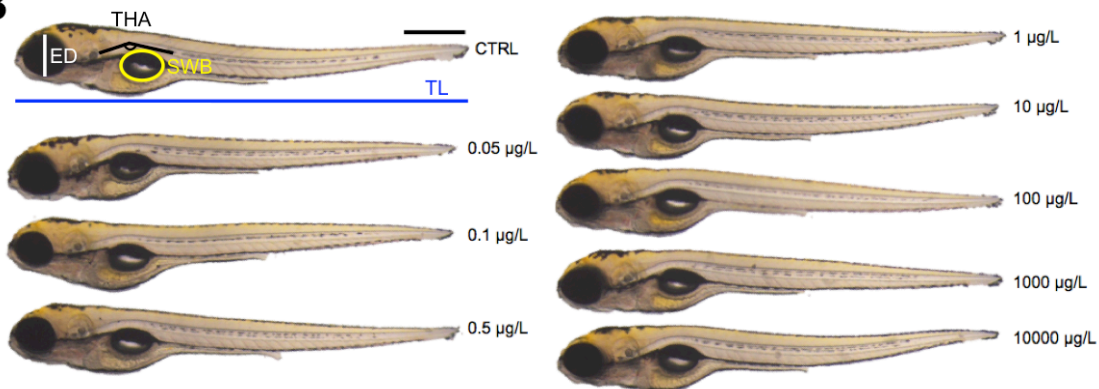 THA
ED
SWB
CTRL
TL
0.05 µg/L
0.1 µg/L
0.5 µg/L
1 µg/L
10 µg/L
100 µg/L
1000 µg/L
10000 µg/L